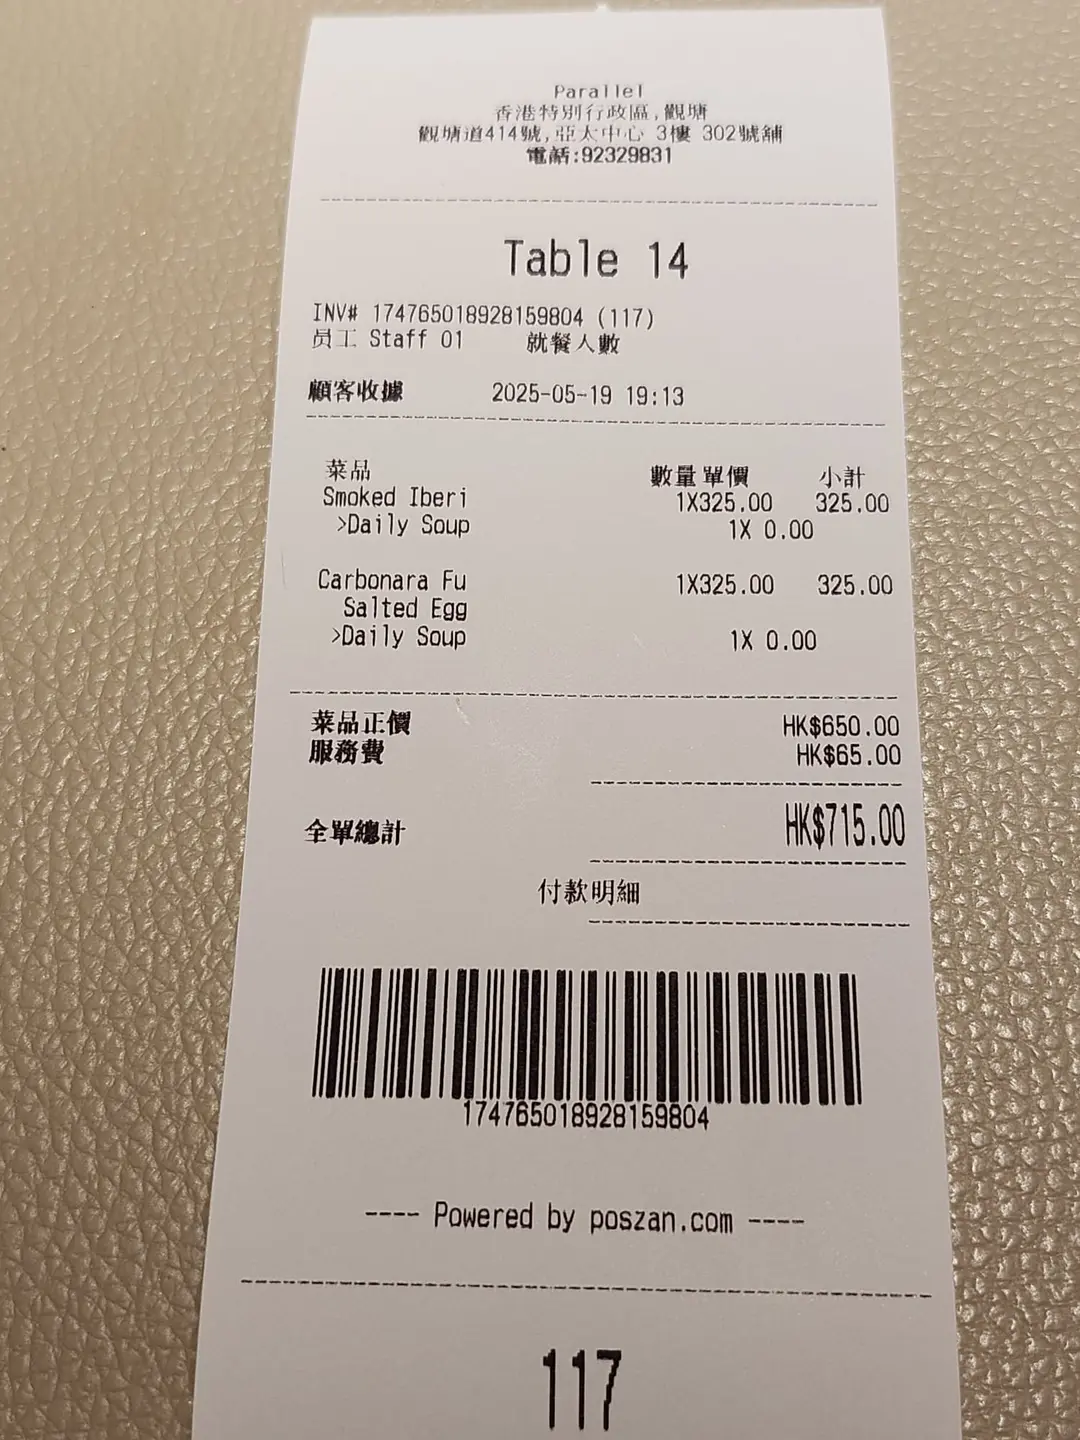 Parallel
香港特別行政區,觀塘
觀塘道414號,亞太中心 3樓 302號舖
電話:92329831
Table 14
INV# 174765018928159804 (117)
员工 Staff 01 就餐人數
顧客收據 2025-05-19 19:13
菜品 數量單價 小計
Smoked Iberi 1X325.00 325.00
>Daily Soup 1X 0.00
Carbonara Fu 1X325.00 325.00
Salted Egg
>Daily Soup 1X 0.00
菜品正價 HK$650.00
服務費 HK$65.00
全單總計 HK$715.00
付款明細
174765018928159804
---- Powered by poszan.com ----
117